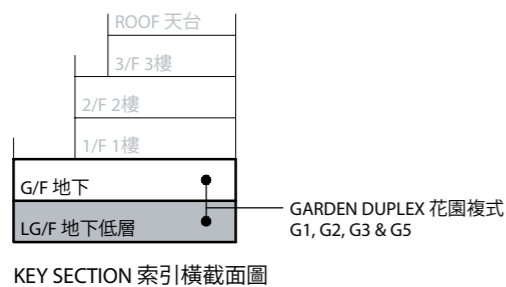 ROOF 天台
3/F 3樓
2/F 2樓
1/F 1樓
G/F 地下
LG/F 地下低層
GARDEN DUPLEX 花園複式
G1, G2, G3 & G5
KEY SECTION 索引橫截面圖